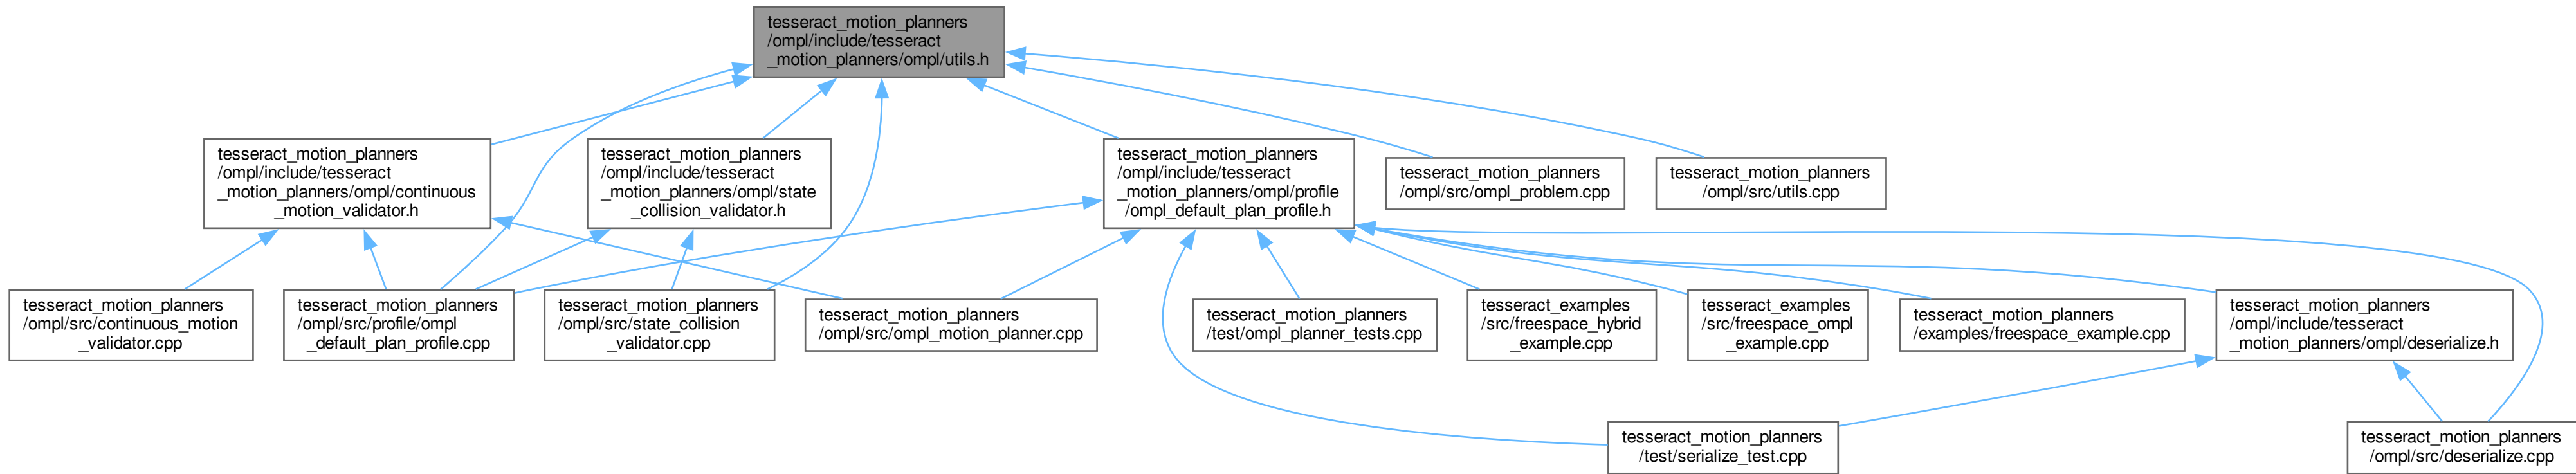 tesseract_motion_planners
/ompl/include/tesseract
_motion_planners/ompl/utils.h
tesseract_motion_planners
/ompl/include/tesseract
_motion_planners/ompl/continuous
_motion_validator.h
tesseract_motion_planners
/ompl/include/tesseract
_motion_planners/ompl/state
_collision_validator.h
tesseract_motion_planners
/ompl/include/tesseract
_motion_planners/ompl/profile
/ompl_default_plan_profile.h
tesseract_motion_planners
/ompl/src/ompl_problem.cpp
tesseract_motion_planners
/ompl/src/utils.cpp
tesseract_motion_planners
/ompl/src/continuous_motion
_validator.cpp
tesseract_motion_planners
/ompl/src/profile/ompl
_default_plan_profile.cpp
tesseract_motion_planners
/ompl/src/state_collision
_validator.cpp
tesseract_motion_planners
/ompl/src/ompl_motion_planner.cpp
tesseract_motion_planners
/test/ompl_planner_tests.cpp
tesseract_examples
/src/freespace_hybrid
_example.cpp
tesseract_examples
/src/freespace_ompl
_example.cpp
tesseract_motion_planners
/examples/freespace_example.cpp
tesseract_motion_planners
/ompl/include/tesseract
_motion_planners/ompl/deserialize.h
tesseract_motion_planners
/test/serialize_test.cpp
tesseract_motion_planners
/ompl/src/deserialize.cpp